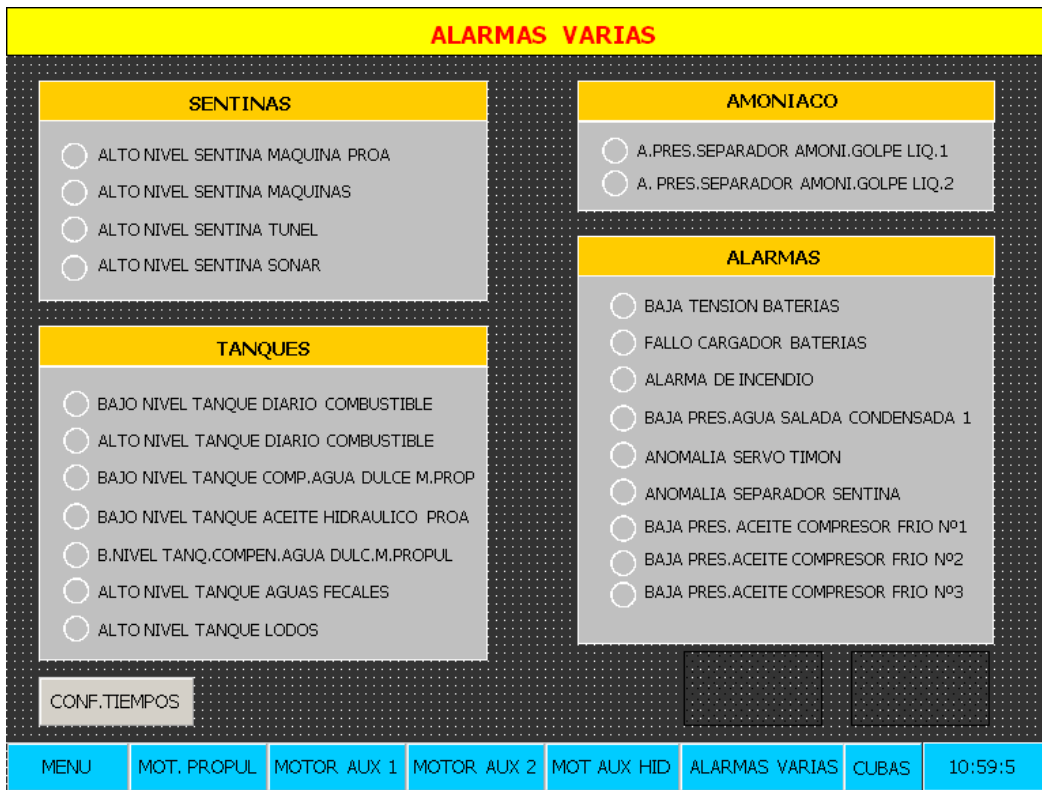 ALARMAS VARIAS
SENTINAS
ALTO NIVEL SENTINA MAQUINA PROA
ALTO NIVEL SENTINA MAQUINAS
ALTO NIVEL SENTINA TUNEL
ALTO NIVEL SENTINA SONAR
TANQUES
BAJO NIVEL TANQUE DIARIO COMBUSTIBLE
ALTO NIVEL TANQUE DIARIO COMBUSTIBLE
BAJO NIVEL TANQUE COMP.AGUA DULCE M.PROP
BAJO NIVEL TANQUE ACEITE HIDRAULICO PROA
B.NIVEL TANQ.COMPEN.AGUA DULC.M.PROPUL
ALTO NIVEL TANQUE AGUAS FECALES
ALTO NIVEL TANQUE LODOS
AMONIACO
A.PRES.SEPARADOR AMONI.GOLPE LIQ.1
A. PRES.SEPARADOR AMONI.GOLPE LIQ.2
ALARMAS
BAJA TENSION BATERIAS
FALLO CARGADOR BATERIAS
ALARMA DE INCENDIO
BAJA PRES.AGUA SALADA CONDENSADA 1
ANOMALIA SERVO TIMON
ANOMALIA SEPARADOR SENTINA
BAJA PRES. ACEITE COMPRESOR FRIO Nº1
BAJA PRES.ACEITE COMPRESOR FRIO Nº2
BAJA PRES.ACEITE COMPRESOR FRIO Nº3
CONF.TIEMPOS
MENU MOT. PROPUL MOTOR AUX 1 MOTOR AUX 2 MOT AUX HID ALARMAS VARIAS CUBAS 10:59:5